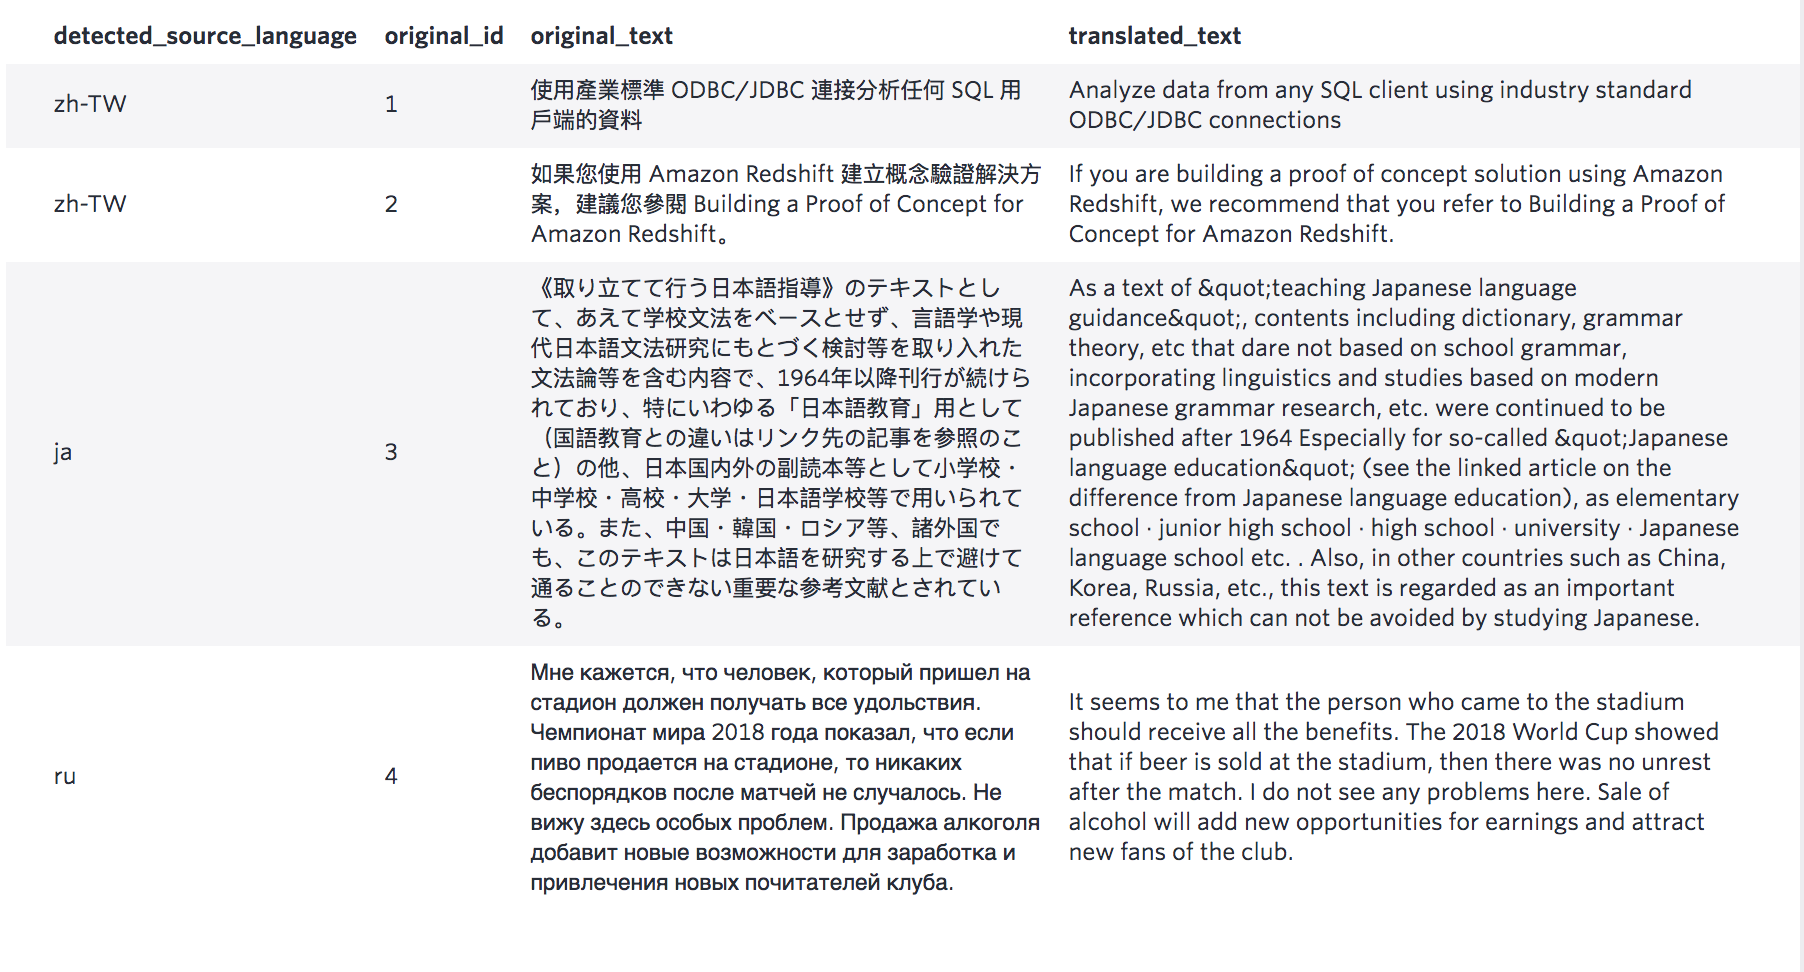 detected_source_language original_id original_text translated_text
zh-TW
1
使用產業標準 ODBC/JDBC 連接分析任何 SQL 用
戶端的資料
Analyze data from any SQL client using industry standard
ODBC/JDBC connections
zh-TW
2
如果您使用 Amazon Redshift 建立概念驗證解決方
案，建議您參閱 Building a Proof of Concept for
Amazon Redshift。
If you are building a proof of concept solution using Amazon
Redshift, we recommend that you refer to Building a Proof of
Concept for Amazon Redshift.
ja
3
《取り立てて行う日本語指導》のテキストとし
て、あえて学校文法をベースとせず、言語学や現
代日本語文法研究にもとづく検討等を取り入れた
文法論等を含む内容で、1964年以降刊行が続けら
れており、特にいわゆる「日本語教育」用として
（国語教育との違いはリンク先の記事を参照のこ
と）の他、日本国内外の副読本等として小学校・
中学校・高校・大学・日本語学校等で用いられて
いる。また、中国・韓国・ロシア等、諸外国で
も、このテキストは日本語を研究する上で避けて
通ることのできない重要な参考文献とされてい
る。
As a text of &amp;quot;teaching Japanese language
guidance&amp;quot;, contents including dictionary, grammar
theory, etc that dare not based on school grammar,
incorporating linguistics and studies based on modern
Japanese grammar research, etc. were continued to be
published after 1964 Especially for so-called &amp;quot;Japanese
language education&amp;quot; (see the linked article on the
difference from Japanese language education), as elementary
school · junior high school · high school · university · Japanese
language school etc. . Also, in other countries such as China,
Korea, Russia, etc., this text is regarded as an important
reference which can not be avoided by studying Japanese.
ru
4
Мне кажется, что человек, который пришел на
стадион должен получать все удольствия.
Чемпионат мира 2018 года показал, что если
пиво продается на стадионе, то никаких
беспорядков после матчей не случалось. Не
вижу здесь особых проблем. Продажа алкоголя
добавит новые возможности для заработка и
привлечения новых почитателей клуба.
It seems to me that the person who came to the stadium
should receive all the benefits. The 2018 World Cup showed
that if beer is sold at the stadium, then there was no unrest
after the match. I do not see any problems here. Sale of
alcohol will add new opportunities for earnings and attract
new fans of the club.